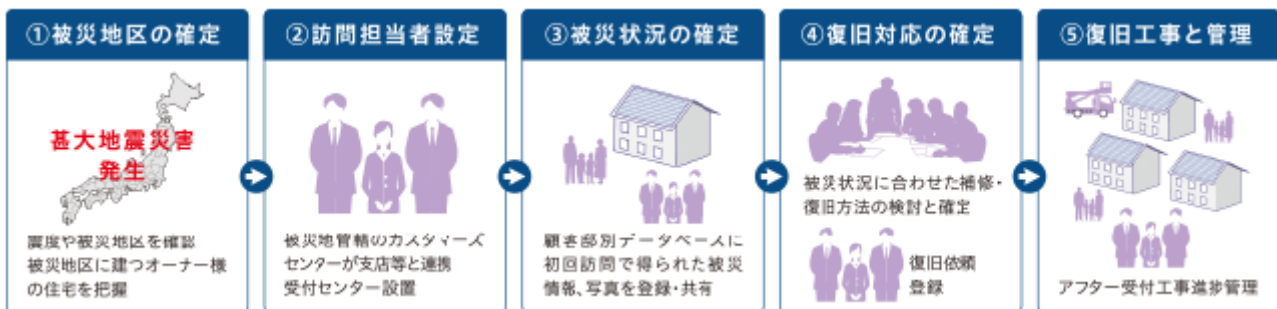 ①被災地区の確定
甚大地震災害
発生
震度や被災地区を確認
被災地区に建つオーナー様
の住宅を把握
②訪問担当者設定
被災地管轄のカスタマーズ
センターが支店等と連携
受付センター設置
③被災状況の確定
顧客邸別データベースに
初回訪問で得られた被災
情報、写真を登録・共有
④復旧対応の確定
被災状況に合わせた補修・
復旧方法の検討と確定
復旧依頼
登録
⑤復旧工事と管理
アフター受付工事進捗管理